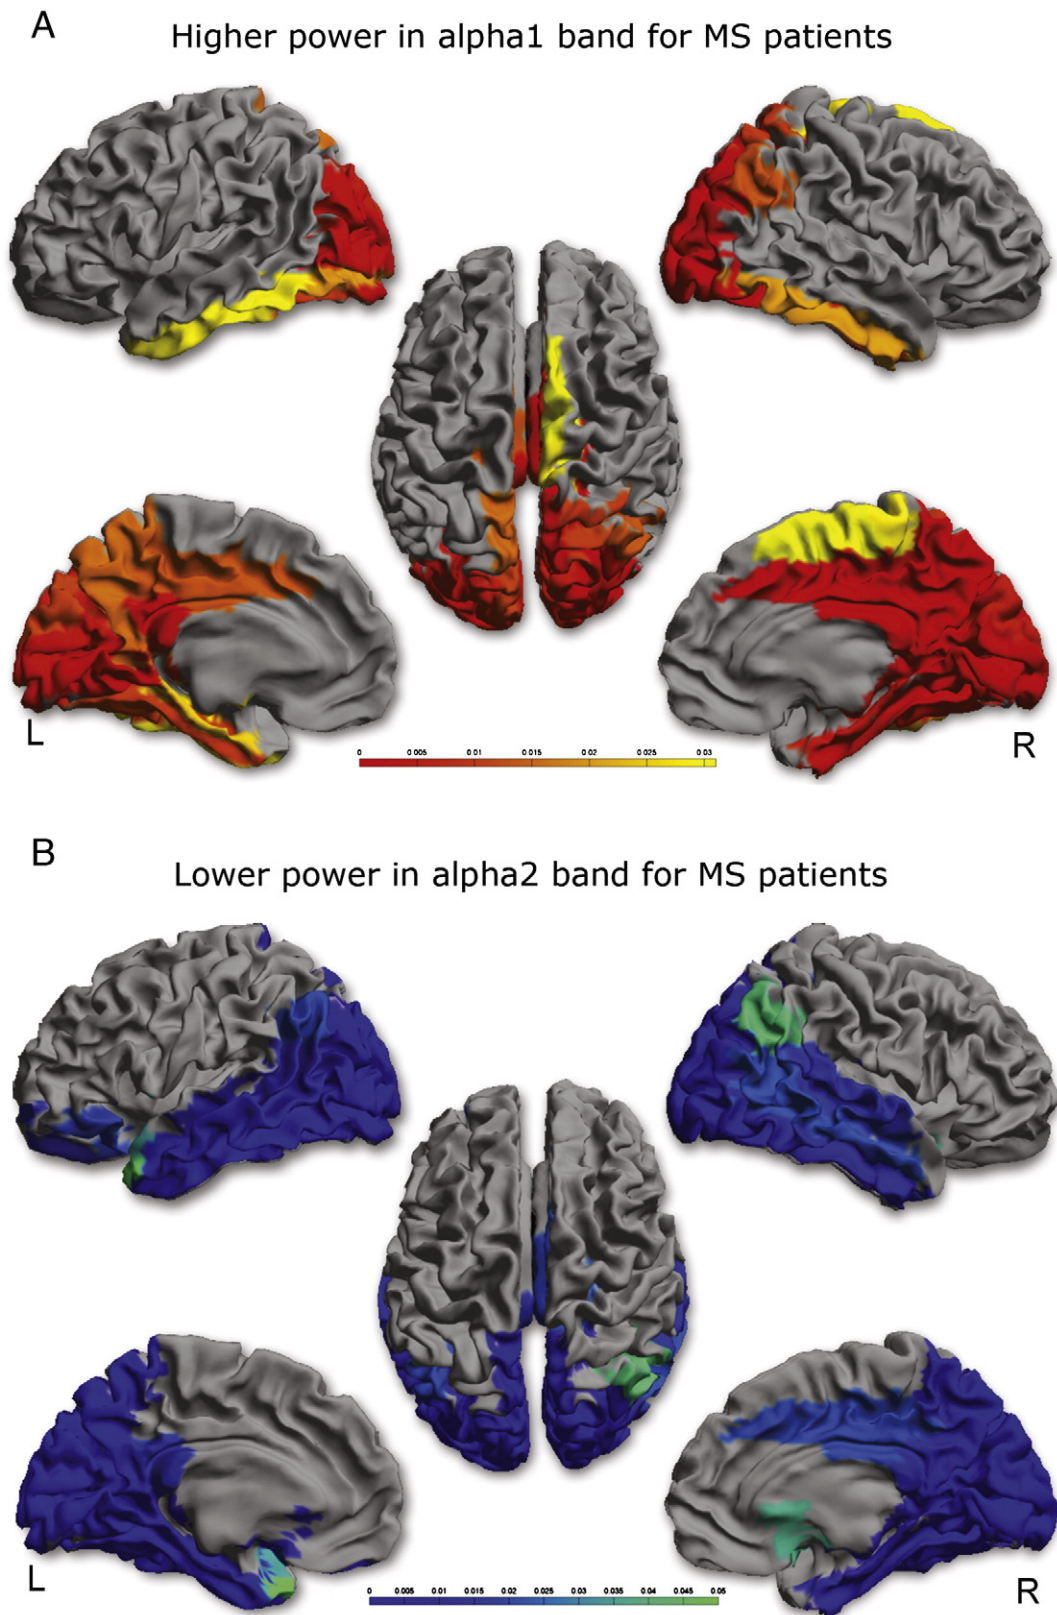 A
Higher power in alpha1 band for MS patients
L
R
0 0.005 0.01 0.015 0.02 0.025 0.03
B
Lower power in alpha2 band for MS patients
L
R
0 0.005 0.01 0.015 0.02 0.025 0.03 0.035 0.04 0.045 0.05